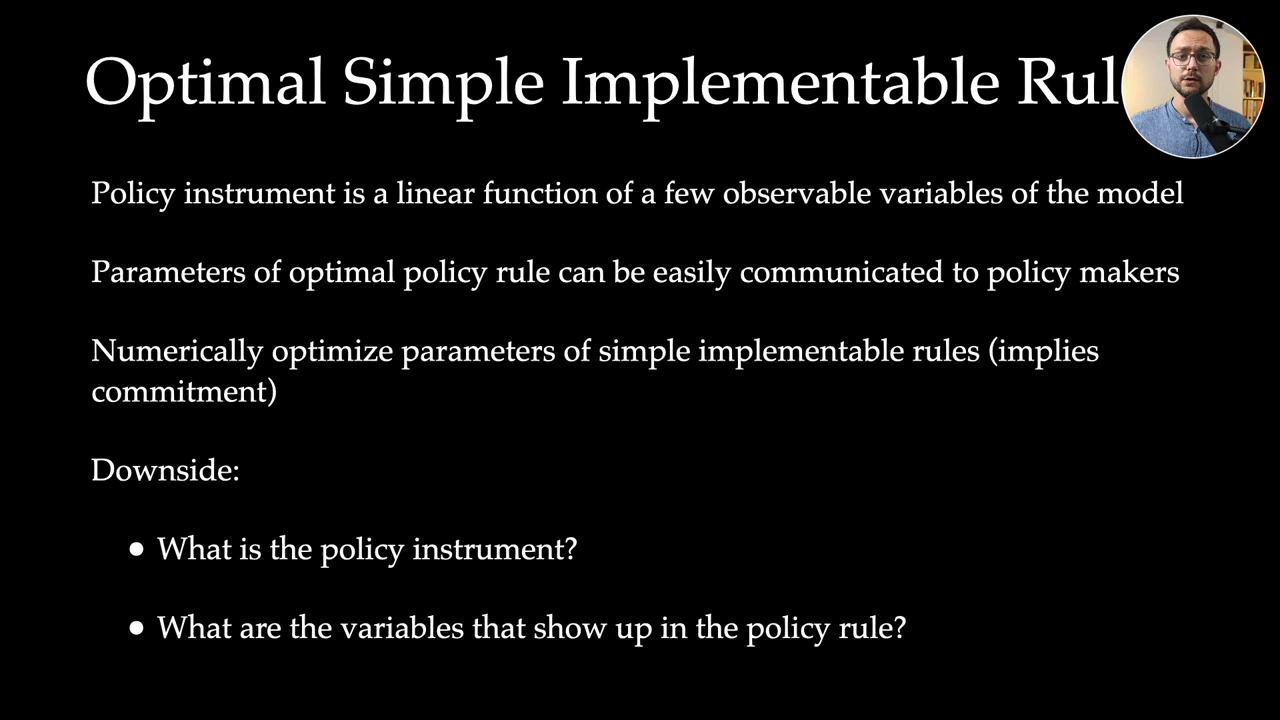 Optimal Simple Implementable
Policy instrument is a linear function of a few observable variables of the model
Parameters of optimal policy rule can be easily communicated to policy makers
Numerically optimize parameters of simple implementable rules (implies
commitment)
Downside:
● What is the policy instrument?
● What are the variables that show up in the policy rule?